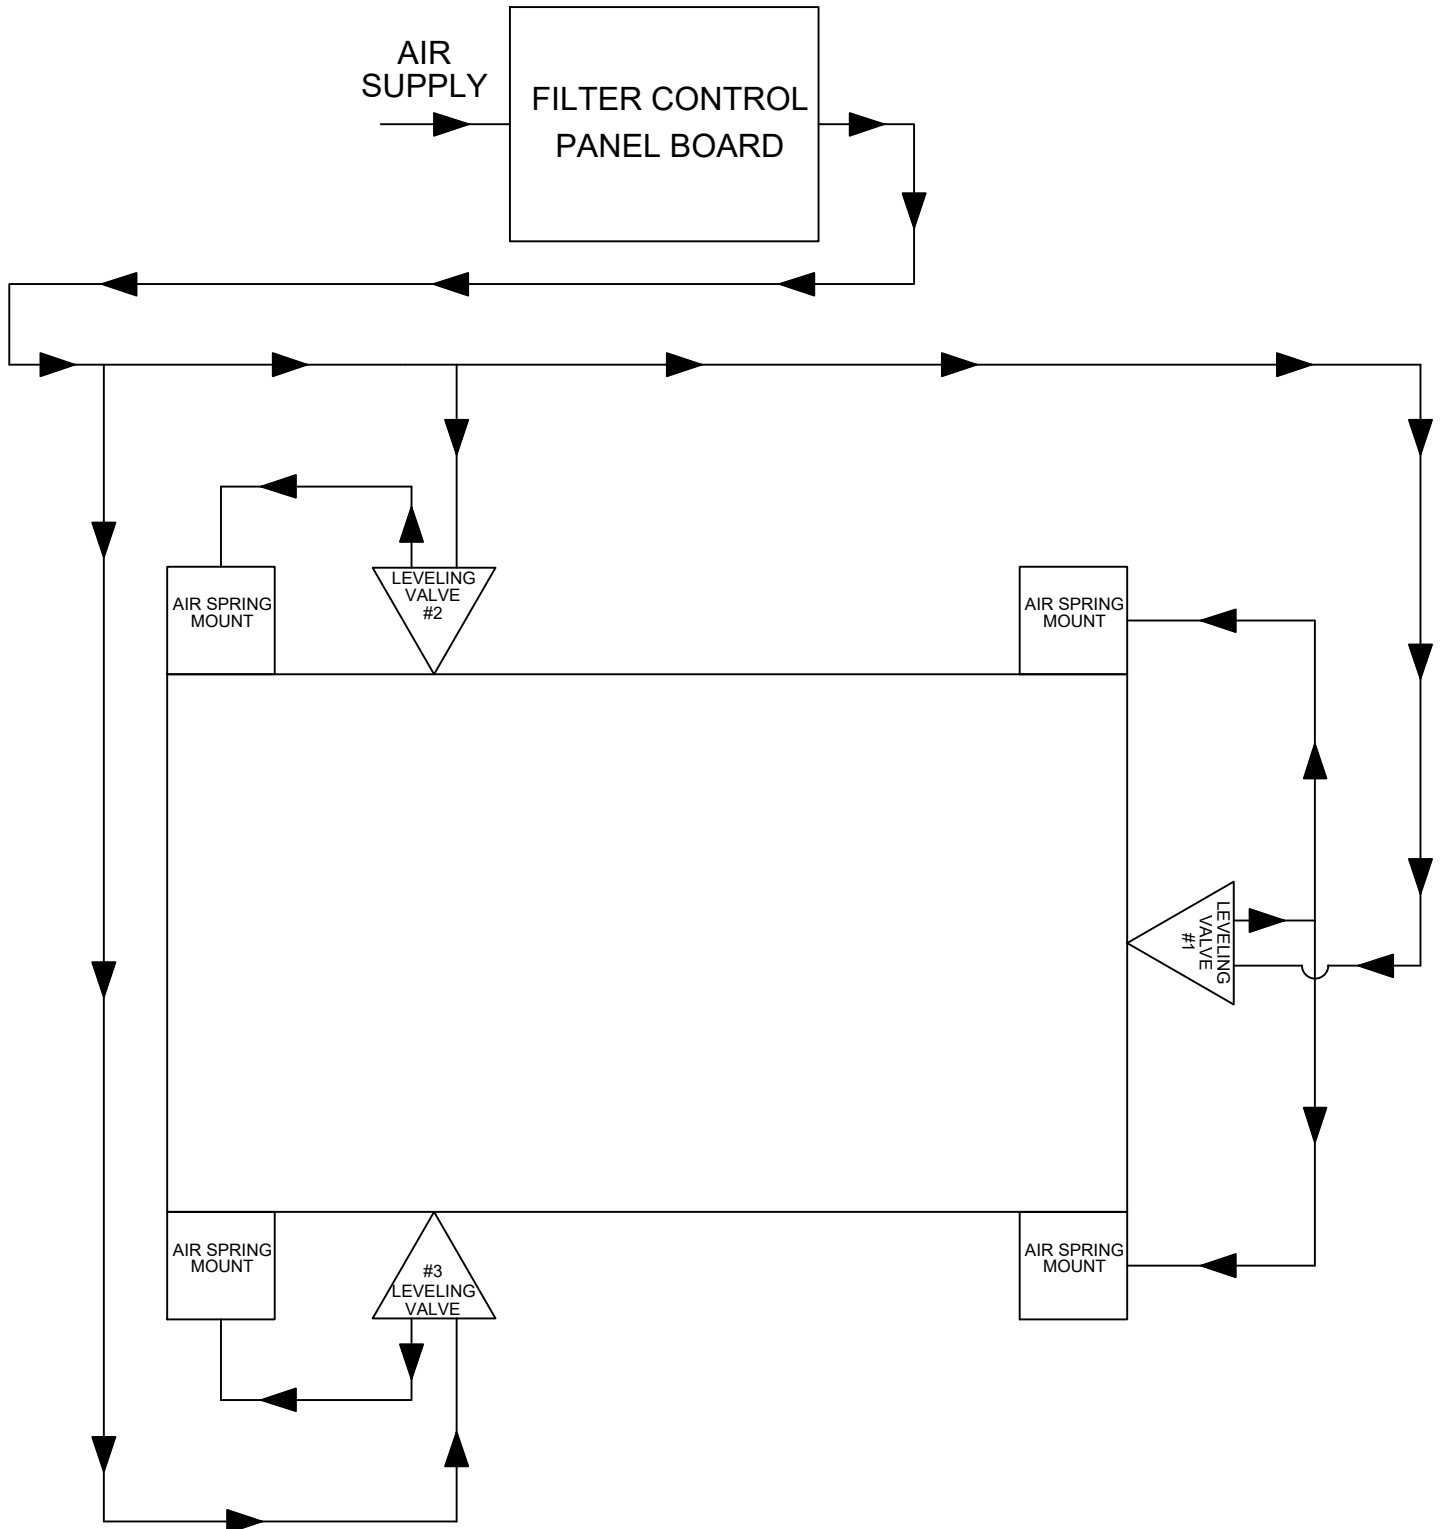 AIR
SUPPLY
FILTER CONTROL
PANEL BOARD
LEVELING
VALVE
#2
AIR SPRING
MOUNT
AIR SPRING
MOUNT
LEVELING
VALVE
#1
AIR SPRING
MOUNT
#3
LEVELING
VALVE
AIR SPRING
MOUNT